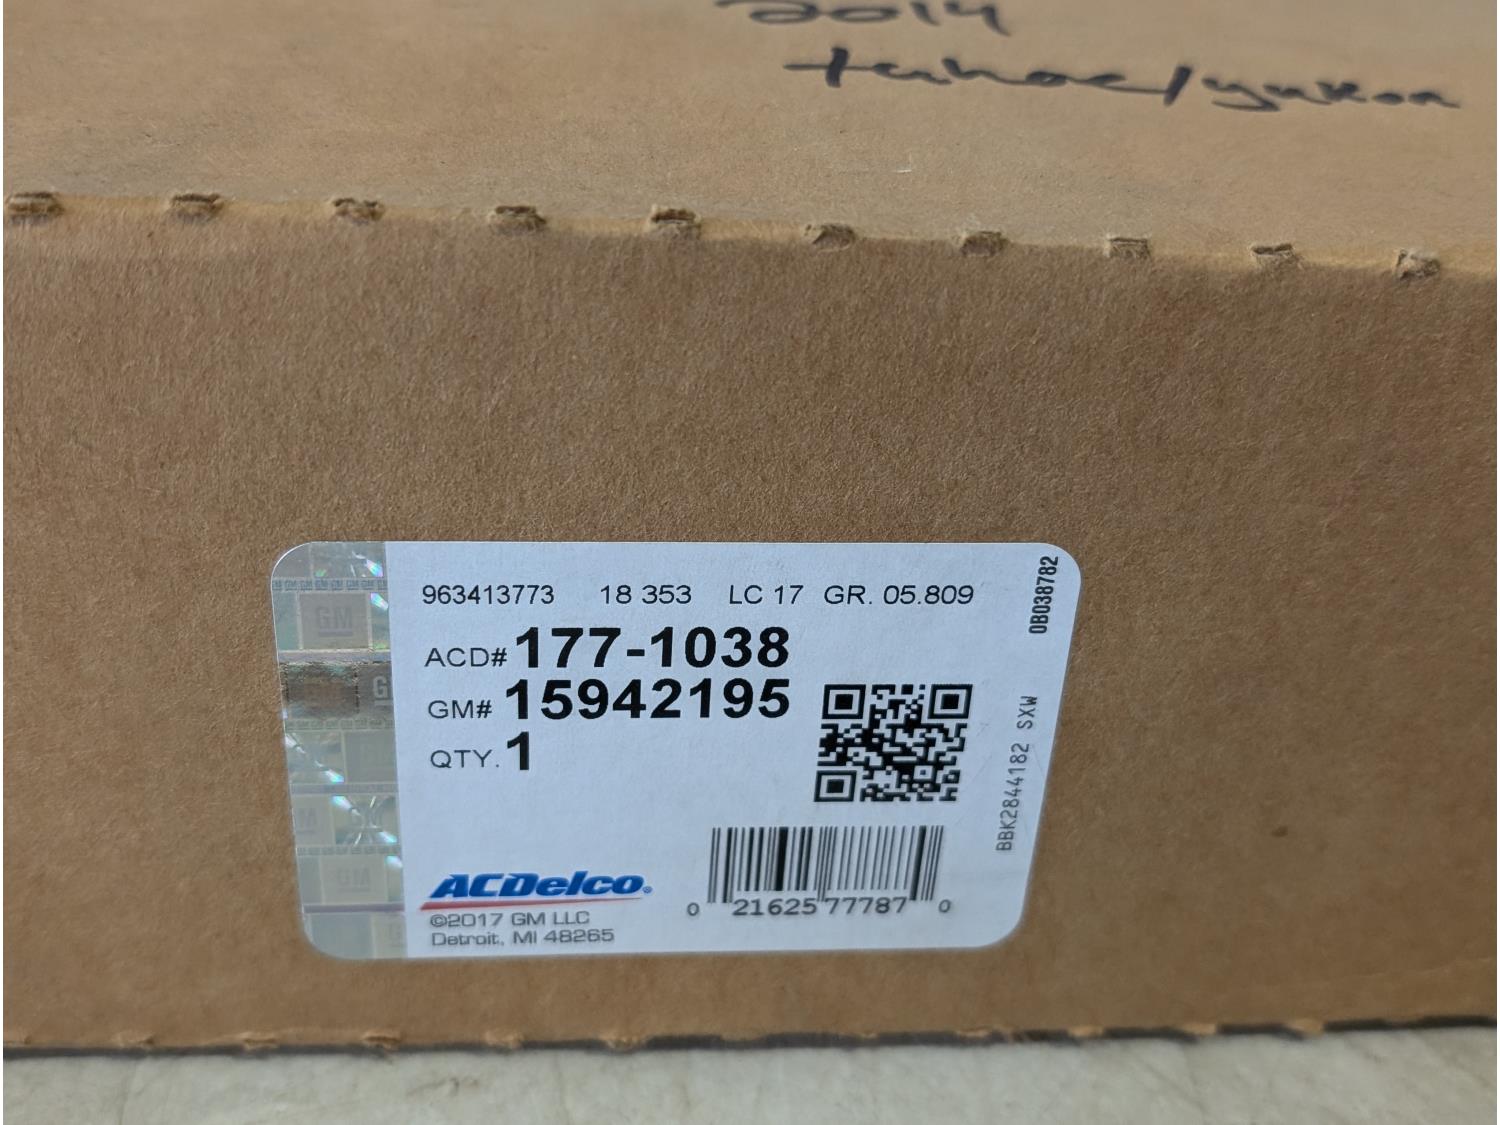 2014
tahoe/yukon
963413773 18 353 LC 17 GR. 05.809
ACD# 177-1038
GM# 15942195
QTY. 1
0B038782
BBK2844182 SXW
ACDelco®
©2017 GM LLC
Detroit, MI 48265
0 21625 77787 0
GM